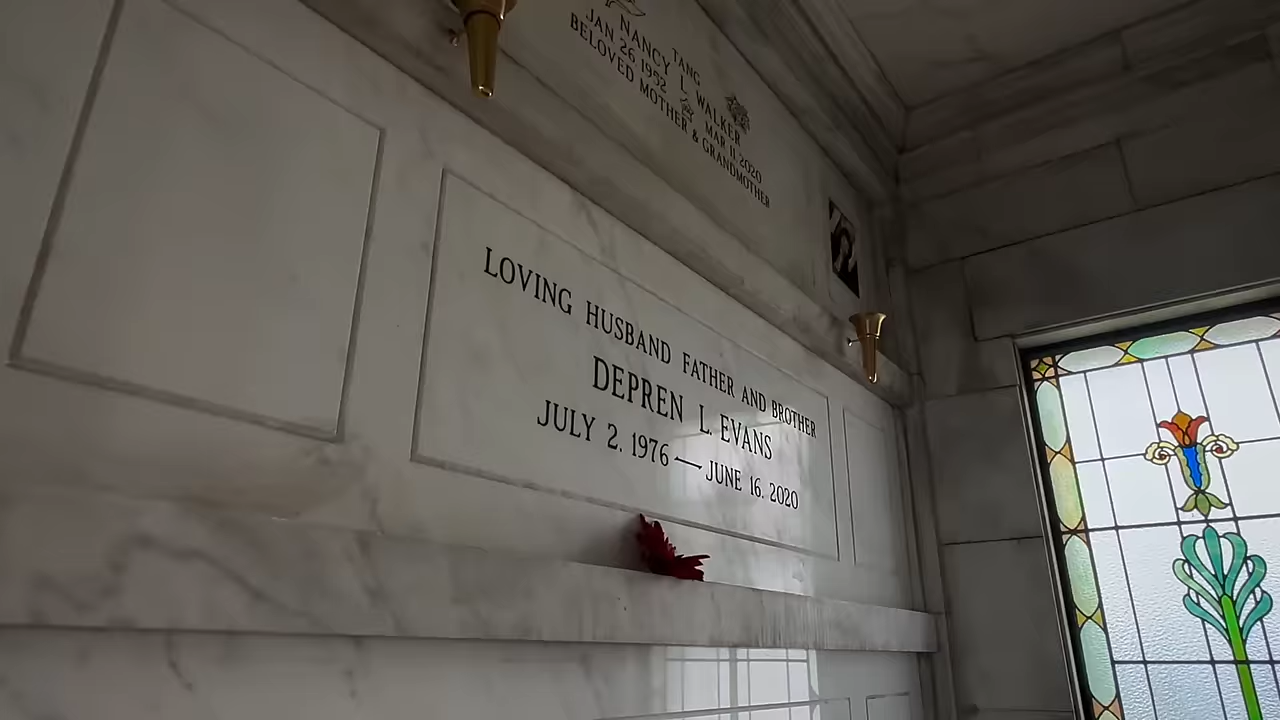 TANG
NANCY L. WALKER
JAN 26 1952 MAR 11 2020
BELOVED MOTHER & GRANDMOTHER
LOVING HUSBAND FATHER AND BROTHER
DEPREN L. EVANS
JULY 2, 1976 — JUNE 16, 2020